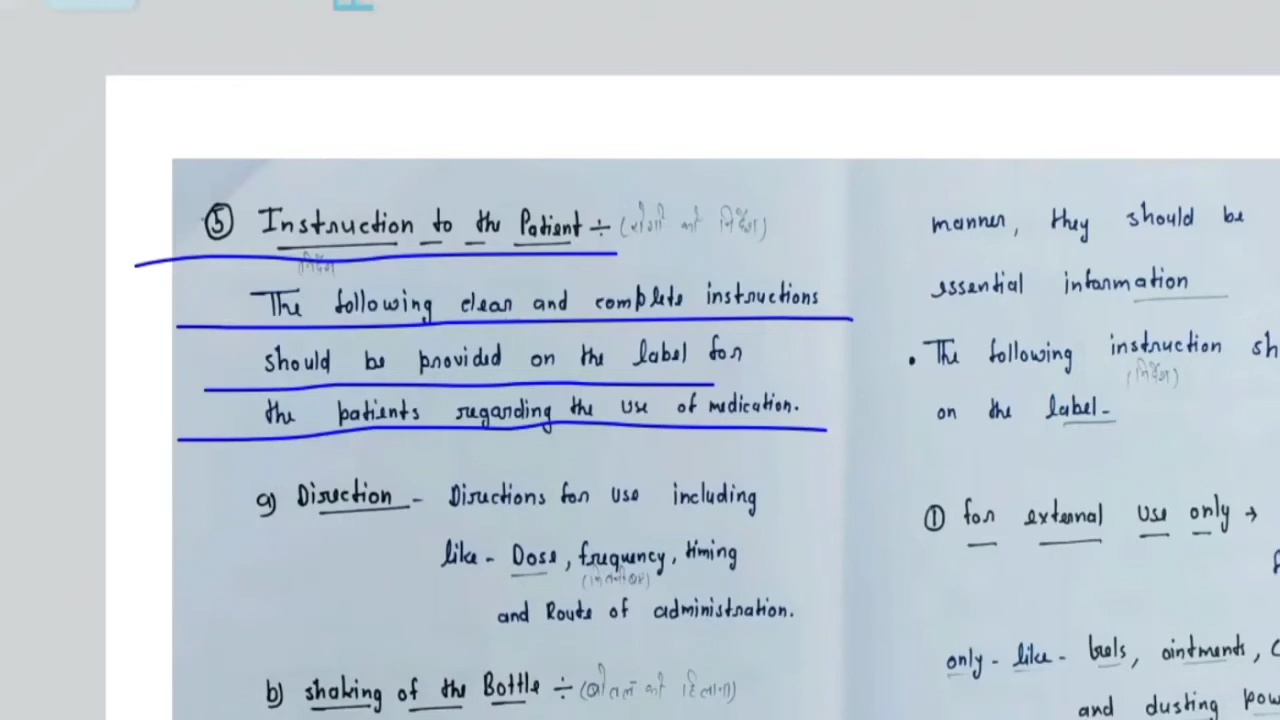 ⑤ Instruction to the Patient ÷ (रोगी को निर्देश)
निर्देश
The following clear and complete instructions
should be provided on the label for
the patients regarding the use of medication.
a) Direction - Directions for use including
like - Dose, frequency, timing
and Route of administration.
b) shaking of the Bottle ÷ (बोतल को हिलाना)
manner, they should be
essential information
• The following instruction sh
(निर्देश)
on the label -
① for external use only →
only - like -
ointments,
and dusting pow